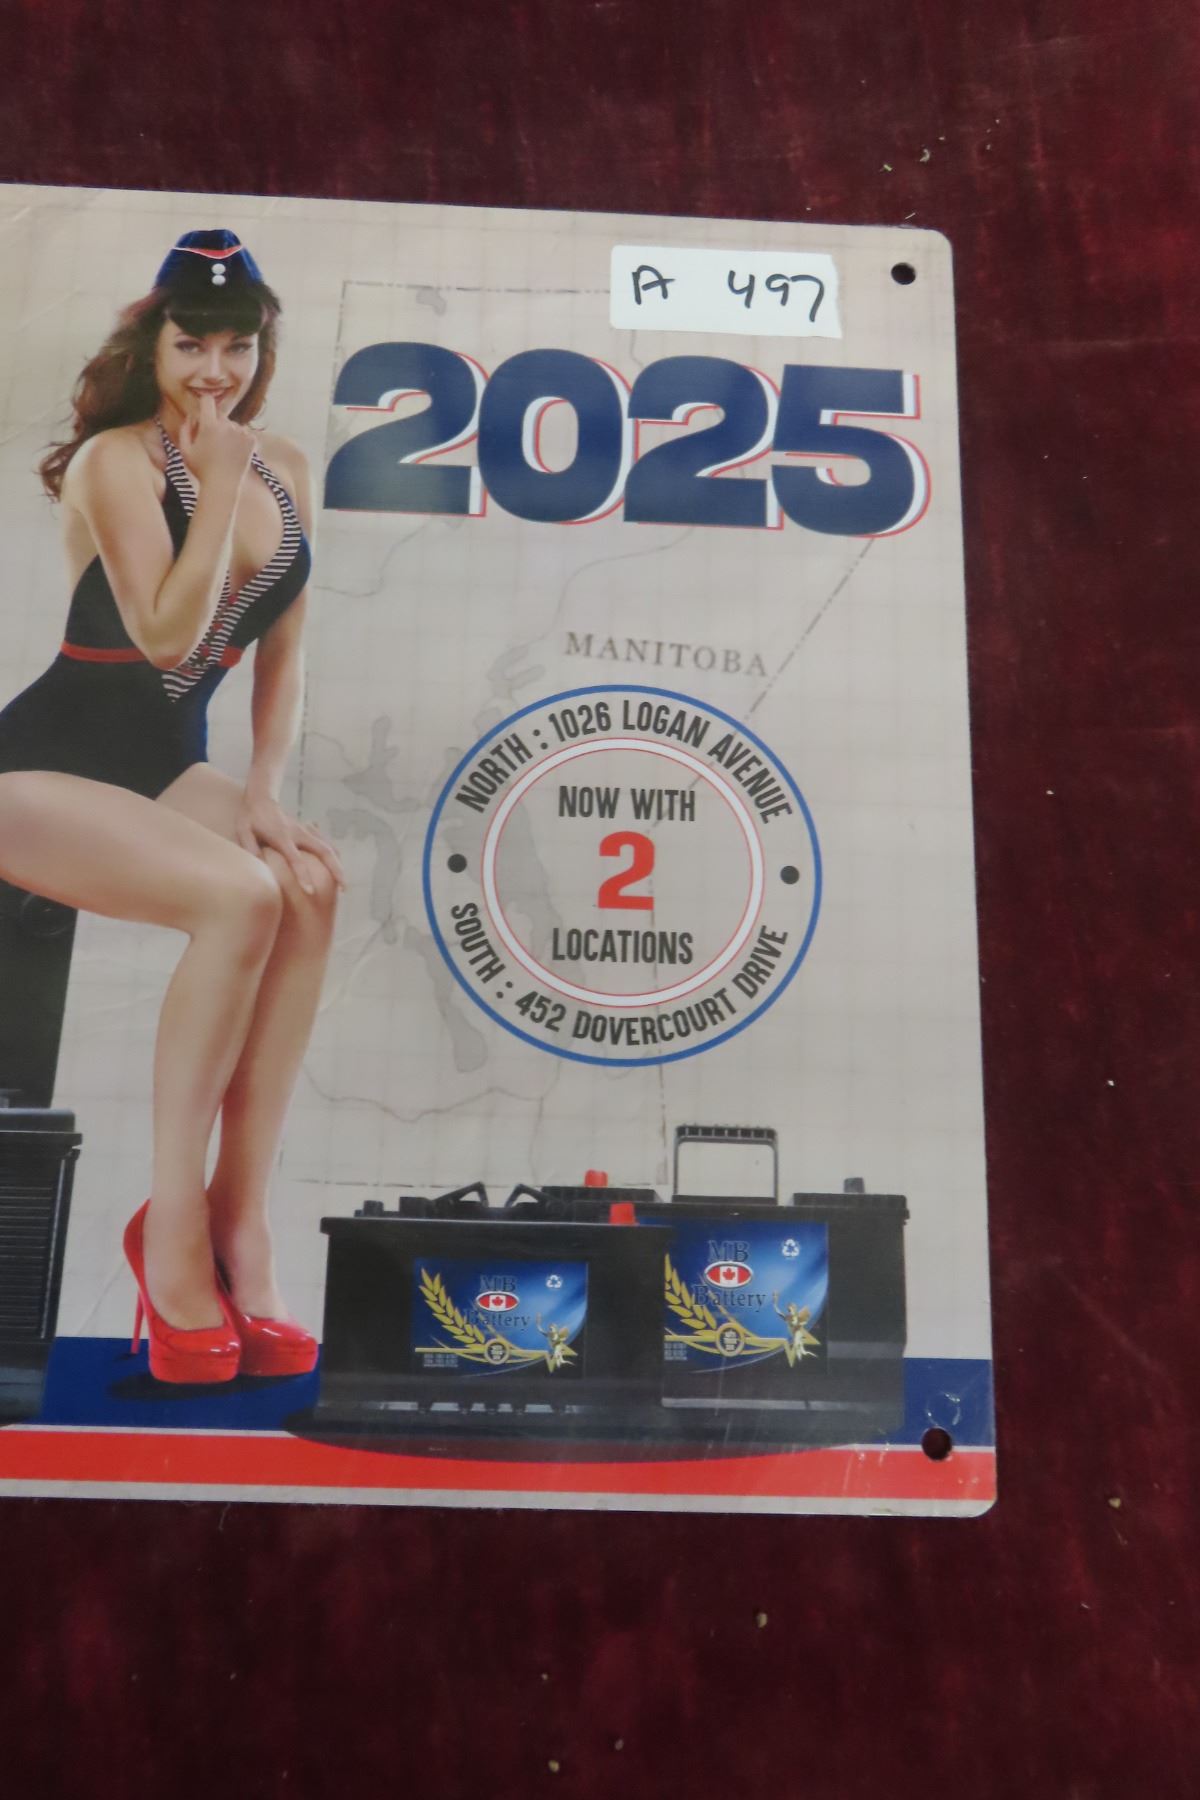 A 497
2025
MANITOBA
NORTH : 1026 LOGAN AVENUE
NOW WITH
2
LOCATIONS
SOUTH : 452 DOVERCOURT DRIVE
MB
Battery
MB
Battery